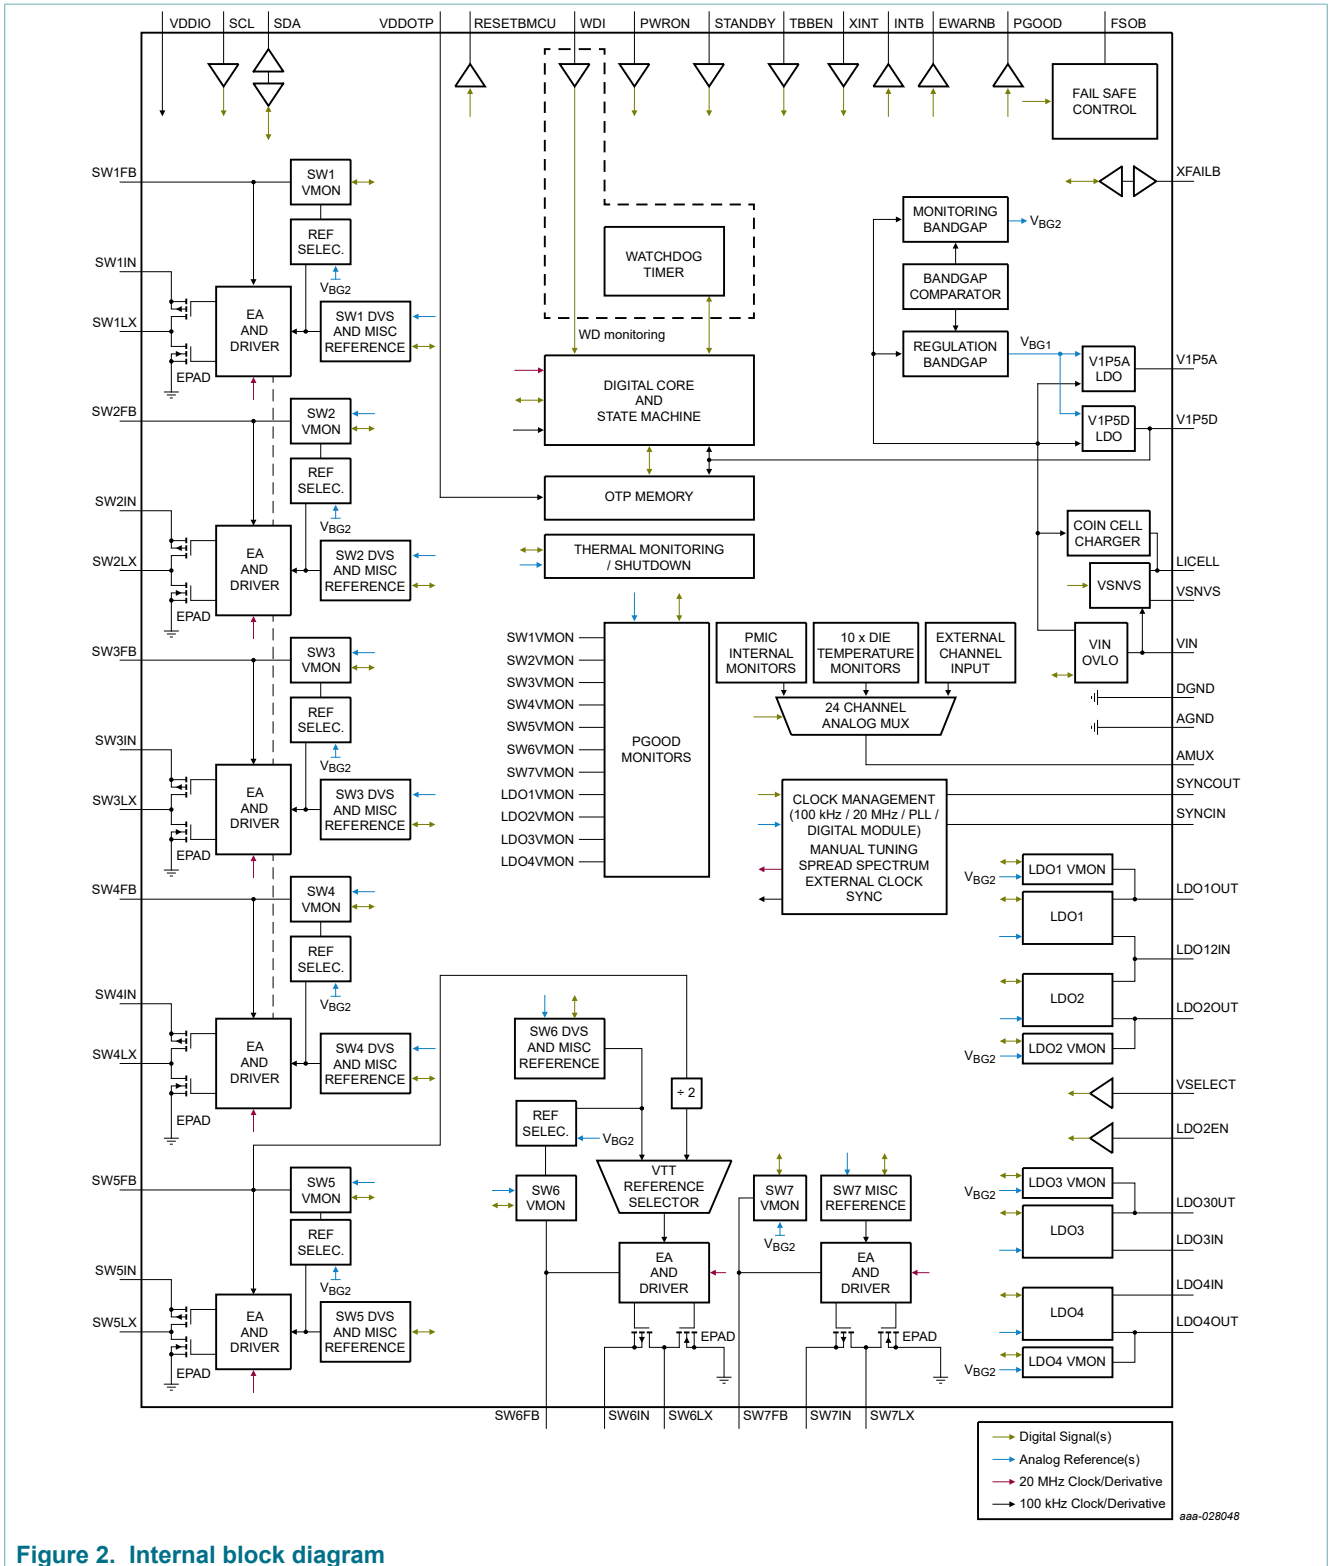 VDDIO SCL SDA VDDOTP RESETBMCU WDI PWRON STANDBY TBBEN XINT INTB EWARNB PGOOD FSOB
FAIL SAFE
CONTROL
XFAILB
SW1FB
SW1
VMON
REF
SELEC.
VBG2
SW1IN
SW1LX
EA
AND
DRIVER
SW1 DVS
AND MISC
REFERENCE
EPAD
WATCHDOG
TIMER
WD monitoring
MONITORING
BANDGAP
VBG2
BANDGAP
COMPARATOR
REGULATION
BANDGAP
VBG1
V1P5A
LDO
V1P5A
V1P5D
LDO
V1P5D
DIGITAL CORE
AND
STATE MACHINE
OTP MEMORY
THERMAL MONITORING
/ SHUTDOWN
SW2FB
SW2
VMON
REF
SELEC.
VBG2
SW2IN
SW2LX
EA
AND
DRIVER
SW2 DVS
AND MISC
REFERENCE
EPAD
COIN CELL
CHARGER
LICELL
VSNVS
VSNVS
VIN
OVLO
VIN
DGND
AGND
AMUX
SW1VMON
SW2VMON
SW3VMON
SW4VMON
SW5VMON
SW6VMON
SW7VMON
LDO1VMON
LDO2VMON
LDO3VMON
LDO4VMON
PGOOD
MONITORS
PMIC
INTERNAL
MONITORS
10 x DIE
TEMPERATURE
MONITORS
EXTERNAL
CHANNEL
INPUT
24 CHANNEL
ANALOG MUX
SW3FB
SW3
VMON
REF
SELEC.
VBG2
SW3IN
SW3LX
EA
AND
DRIVER
SW3 DVS
AND MISC
REFERENCE
EPAD
CLOCK MANAGEMENT
(100 kHz / 20 MHz / PLL /
DIGITAL MODULE)
MANUAL TUNING
SPREAD SPECTRUM
EXTERNAL CLOCK
SYNC
SYNCOUT
SYNCIN
SW4FB
SW4
VMON
REF
SELEC.
VBG2
SW4IN
SW4LX
EA
AND
DRIVER
SW4 DVS
AND MISC
REFERENCE
EPAD
LDO1 VMON
VBG2
LDO1OUT
LDO1
LDO12IN
LDO2
LDO2OUT
LDO2 VMON
VBG2
VSELECT
LDO2EN
SW6 DVS
AND MISC
REFERENCE
÷ 2
REF
SELEC.
VBG2
VTT
REFERENCE
SELECTOR
SW6
VMON
EA
AND
DRIVER
EPAD
SW7
VMON
VBG2
SW7 MISC
REFERENCE
EA
AND
DRIVER
EPAD
LDO3 VMON
VBG2
LDO30UT
LDO3
LDO3IN
LDO4IN
LDO4
LDO4OUT
LDO4 VMON
VBG2
SW5FB
SW5
VMON
REF
SELEC.
VBG2
SW5IN
SW5LX
EA
AND
DRIVER
SW5 DVS
AND MISC
REFERENCE
EPAD
SW6FB SW6IN SW6LX SW7FB SW7IN SW7LX
Digital Signal(s)
Analog Reference(s)
20 MHz Clock/Derivative
100 kHz Clock/Derivative
aaa-028048
Figure 2. Internal block diagram